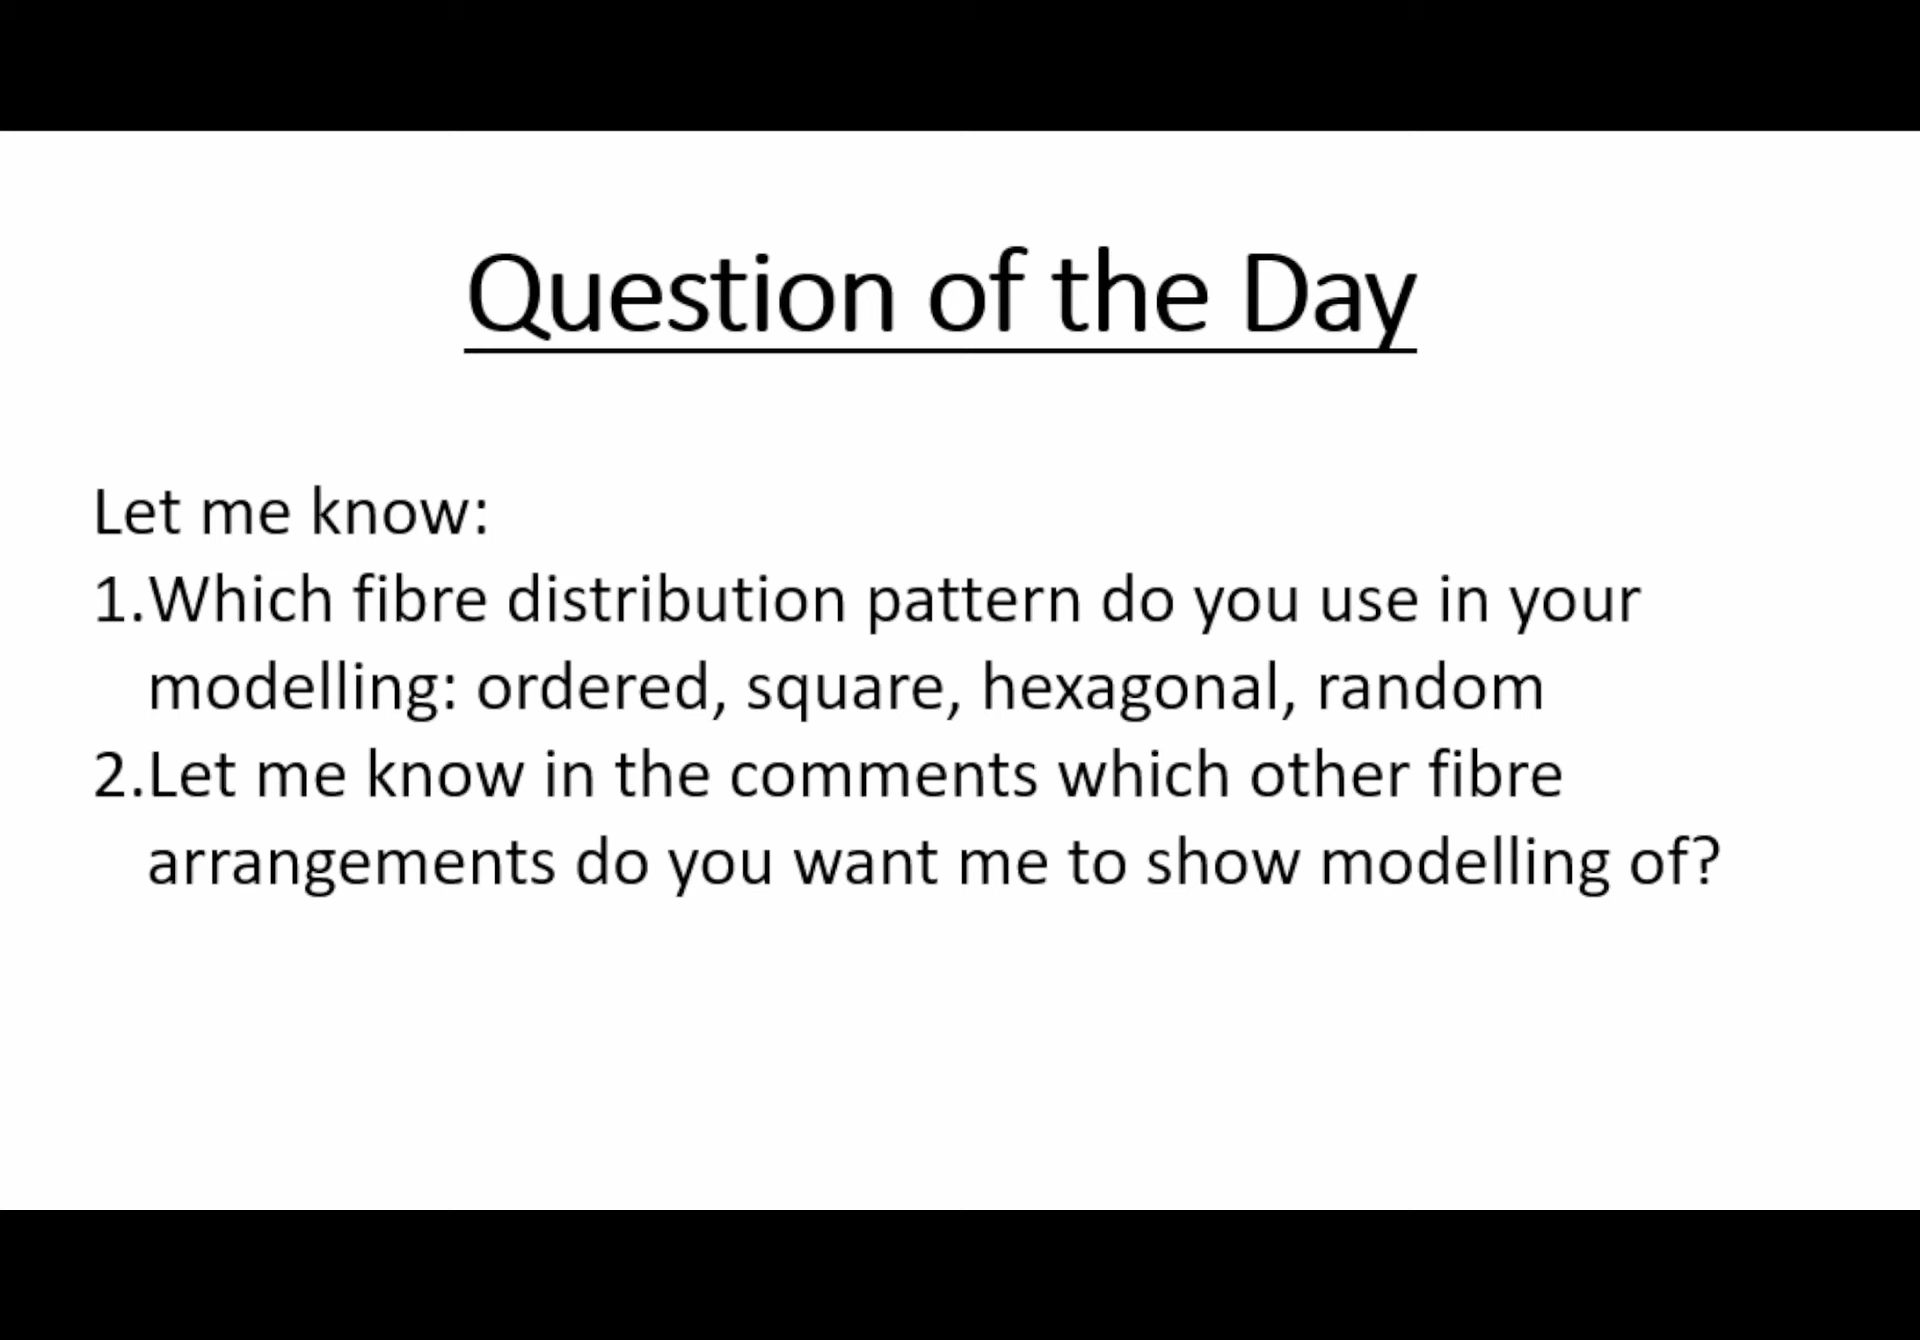 Question of the Day
Let me know:
1.Which fibre distribution pattern do you use in your
modelling: ordered, square, hexagonal, random
2.Let me know in the comments which other fibre
arrangements do you want me to show modelling of?